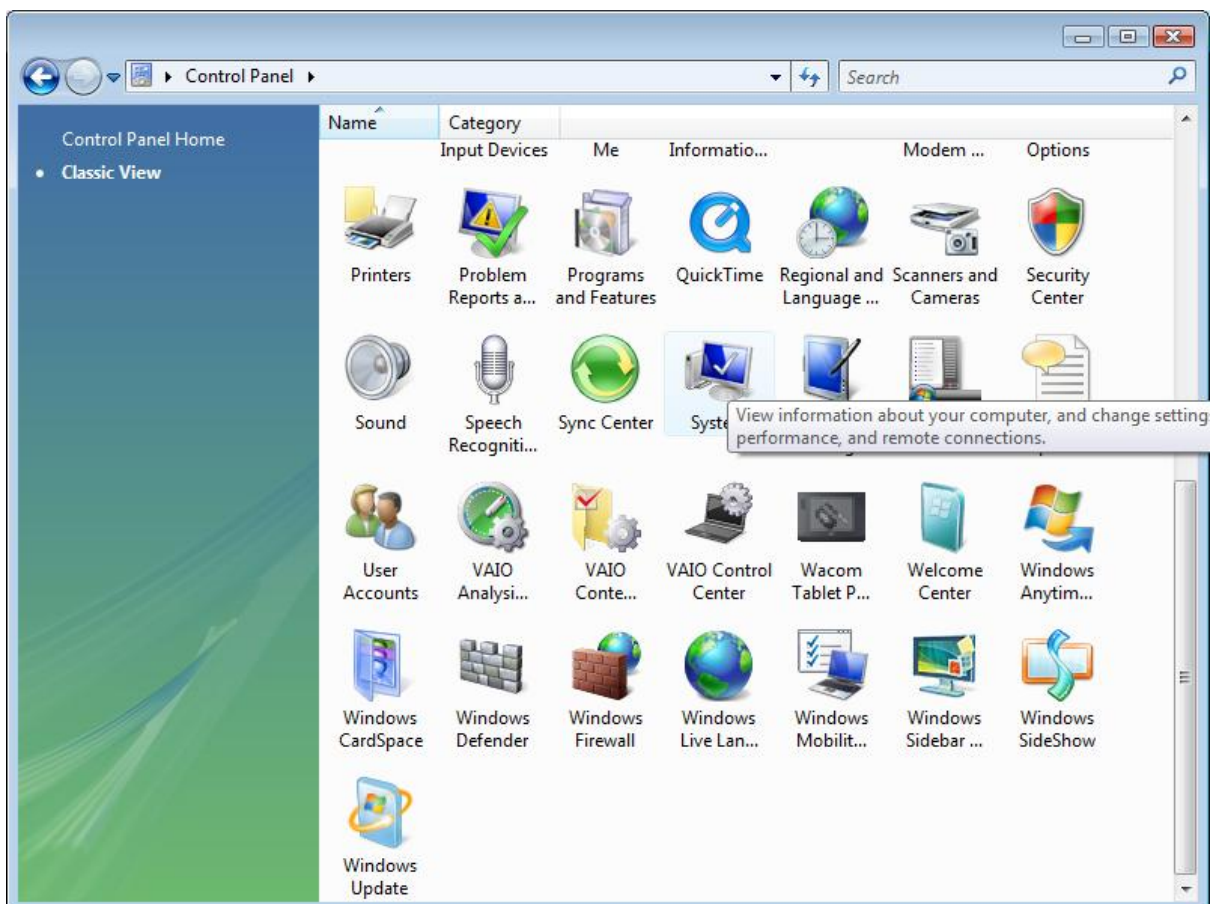 Control Panel
Search
Control Panel Home
Classic View
Name Category
Input Devices Me Informatio... Modem ... Options
Printers Problem Programs QuickTime Regional and Scanners and Security
Reports a... and Features Language ... Cameras Center
Sound Speech Sync Center Syste
Recogniti...
View information about your computer, and change setting
performance, and remote connections.
User VAIO VAIO VAIO Control Wacom Welcome Windows
Accounts Analysi... Conte... Center Tablet P... Center Anytim...
Windows Windows Windows Windows Windows Windows Windows
CardSpace Defender Firewall Live Lan... Mobilit... Sidebar ... SideShow
Windows
Update